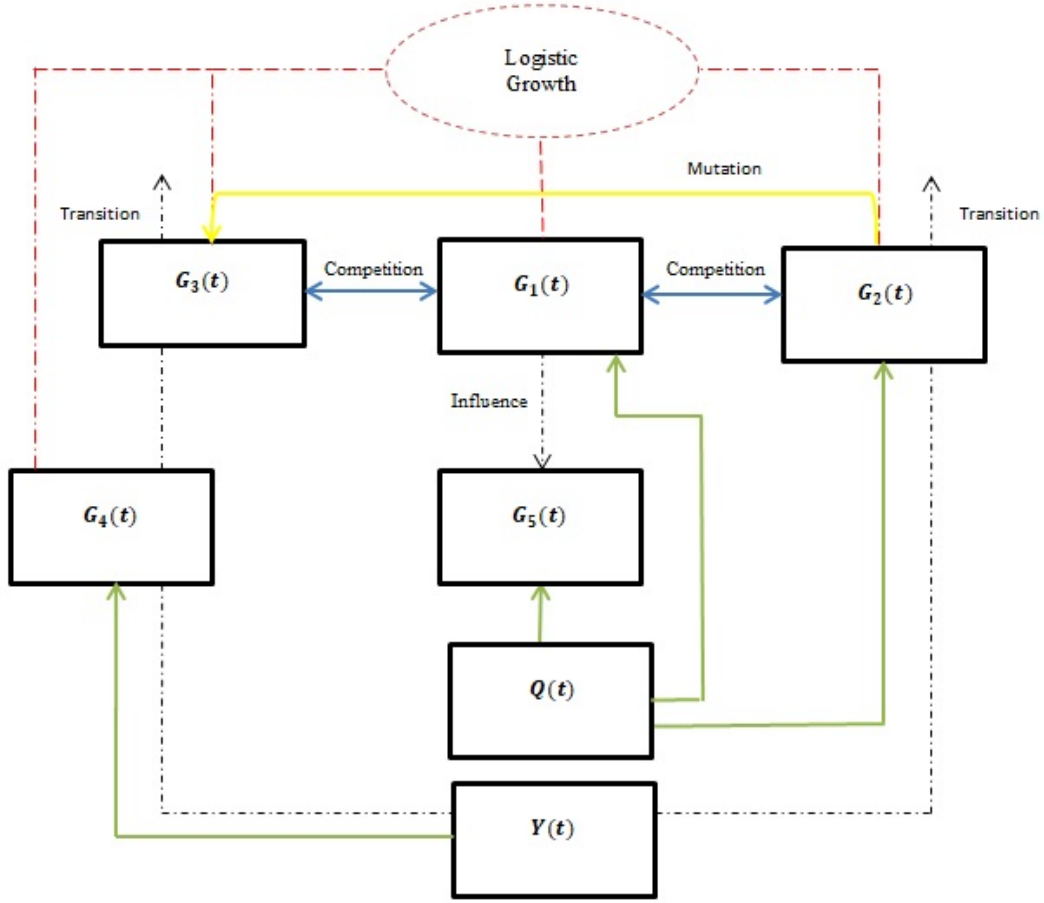 Logistic
Growth
Mutation
Transition
Transition
G₃(t)
Competition
G₁(t)
Competition
G₂(t)
Influence
G₄(t)
G₅(t)
Q(t)
Y(t)